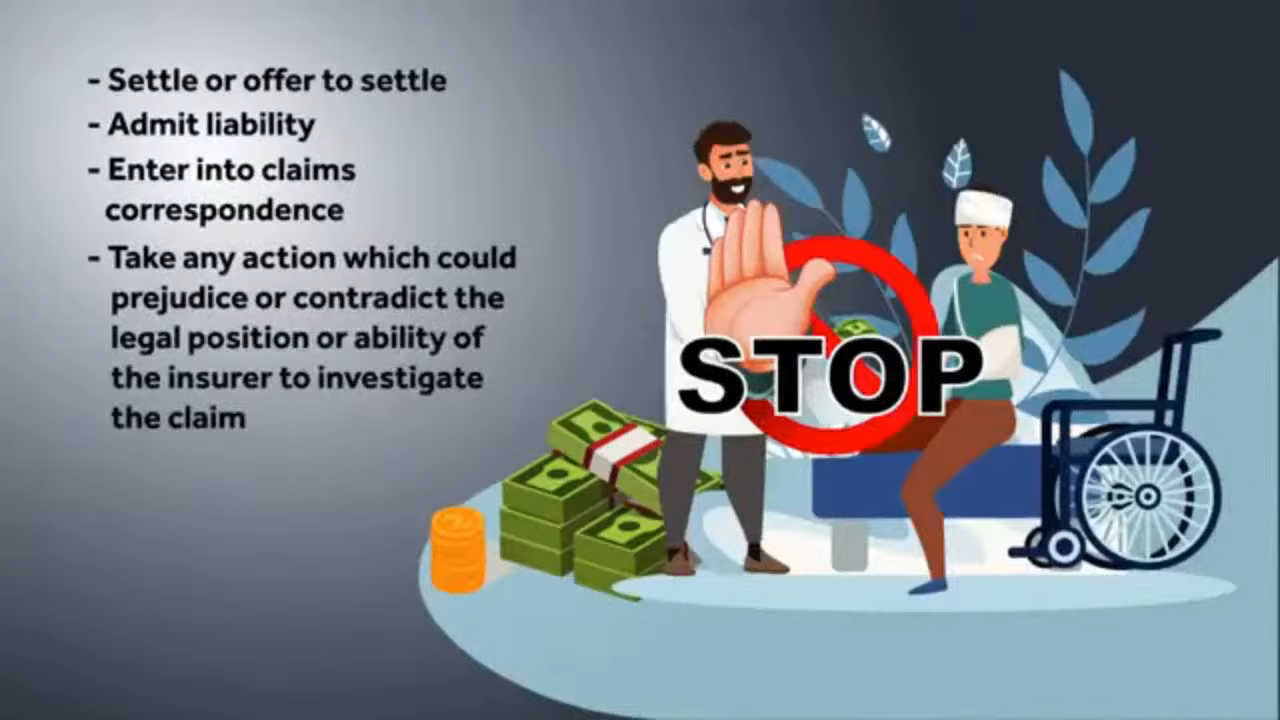 - Settle or offer to settle
- Admit liability
- Enter into claims
correspondence
- Take any action which could
prejudice or contradict the
legal position or ability of
the insurer to investigate
the claim
STOP